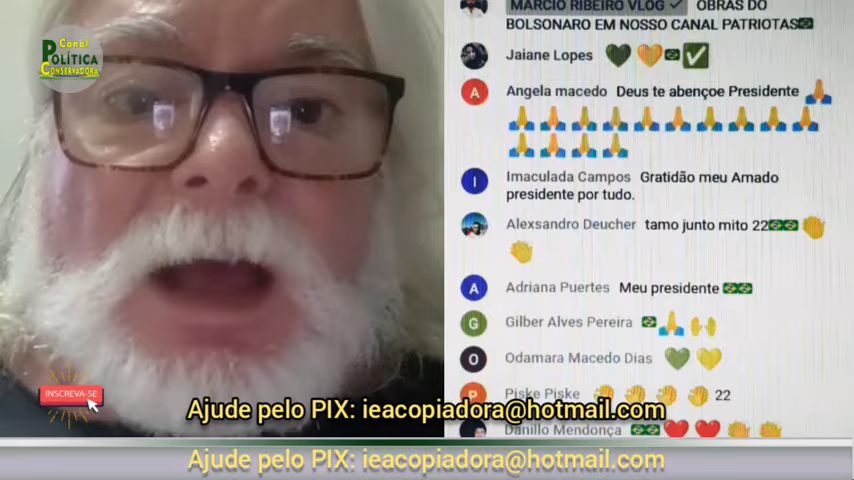 Canal
POLÍTICA
CONSERVADORA
INSCREVA-SE
MÁRCIO RIBEIRO VLOG ✓ OBRAS DO
BOLSONARO EM NOSSO CANAL PATRIOTAS🇧🇷
Jaiane Lopes 💚🧡🇧🇷✅
Angela macedo Deus te abençoe Presidente 🙏
🙏🙏🙏🙏🙏🙏🙏🙏🙏🙏
🙏🙏🙏🙏
Imaculada Campos Gratidão meu Amado
presidente por tudo.
Alexsandro Deucher tamo junto mito 22🇧🇷🇧🇷👏
👏
Adriana Puertes Meu presidente 🇧🇷🇧🇷
Gilber Alves Pereira 🇧🇷🙏🙌
Odamara Macedo Dias 💚💛
Piske Piske 👏👏👏👏 22
Danillo Mendonça 🇧🇷🇧🇷❤️❤️👏👏
Ajude pelo PIX: ieacopiadora@hotmail.com
Ajude pelo PIX: ieacopiadora@hotmail.com